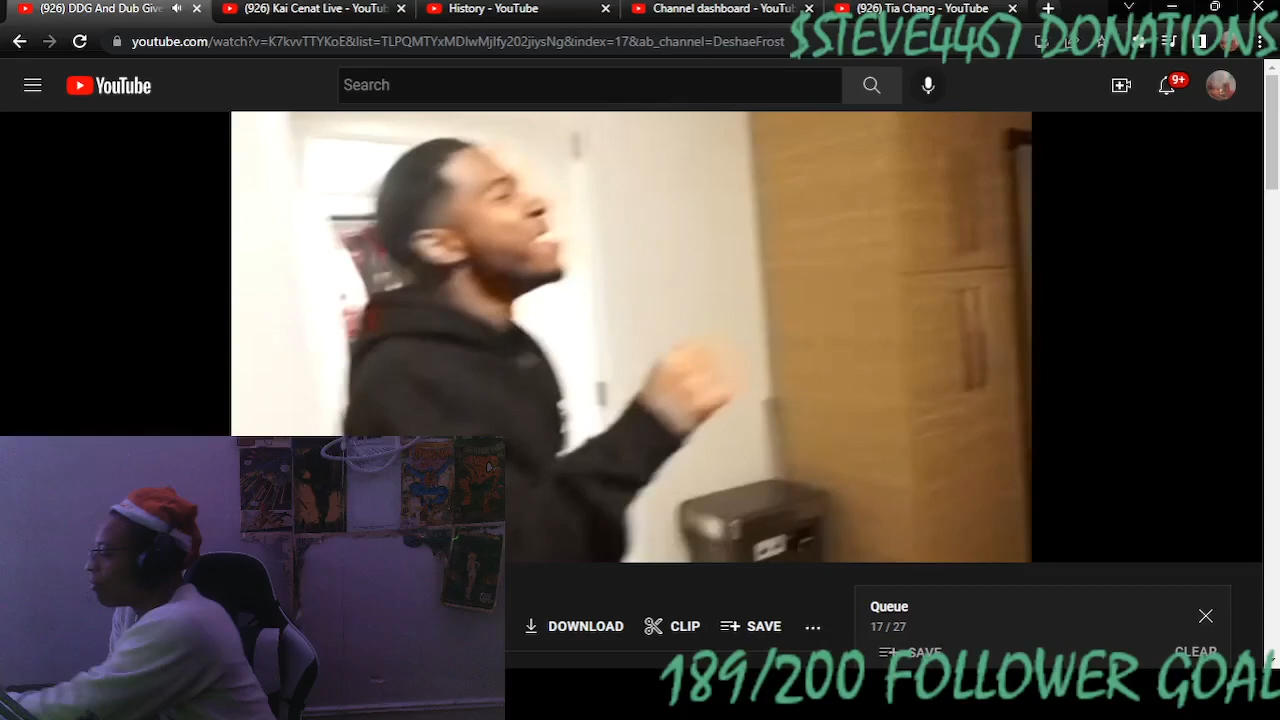 (926) DDG And Dub Give
(926) Kai Cenat Live - YouTub
History - YouTube
Channel dashboard - YouTub
(926) Tia Chang - YouTube
$STEVE4467 DONATIONS
youtube.com/watch?v=K7kvvTTYKoE&list=TLPQMTYxMDIwMjIfy202jiysNg&index=17&ab_channel=DeshaeFrost
YouTube
Search
9+
DOWNLOAD
CLIP
SAVE
Queue
17 / 27
SAVE
CLEAR
189/200 FOLLOWER GOAL